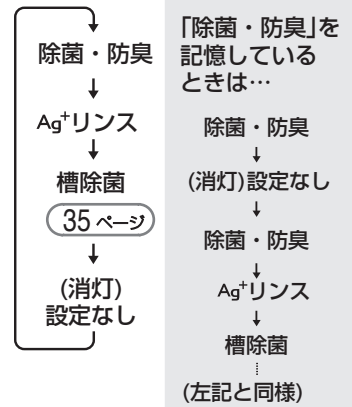 除菌・防臭
↓
Ag⁺リンス
↓
槽除菌
35 ページ
↓
(消灯)
設定なし
「除菌・防臭」を
記憶している
ときは…
除菌・防臭
↓
(消灯)設定なし
↓
除菌・防臭
↓
Ag⁺リンス
↓
槽除菌
(左記と同様)